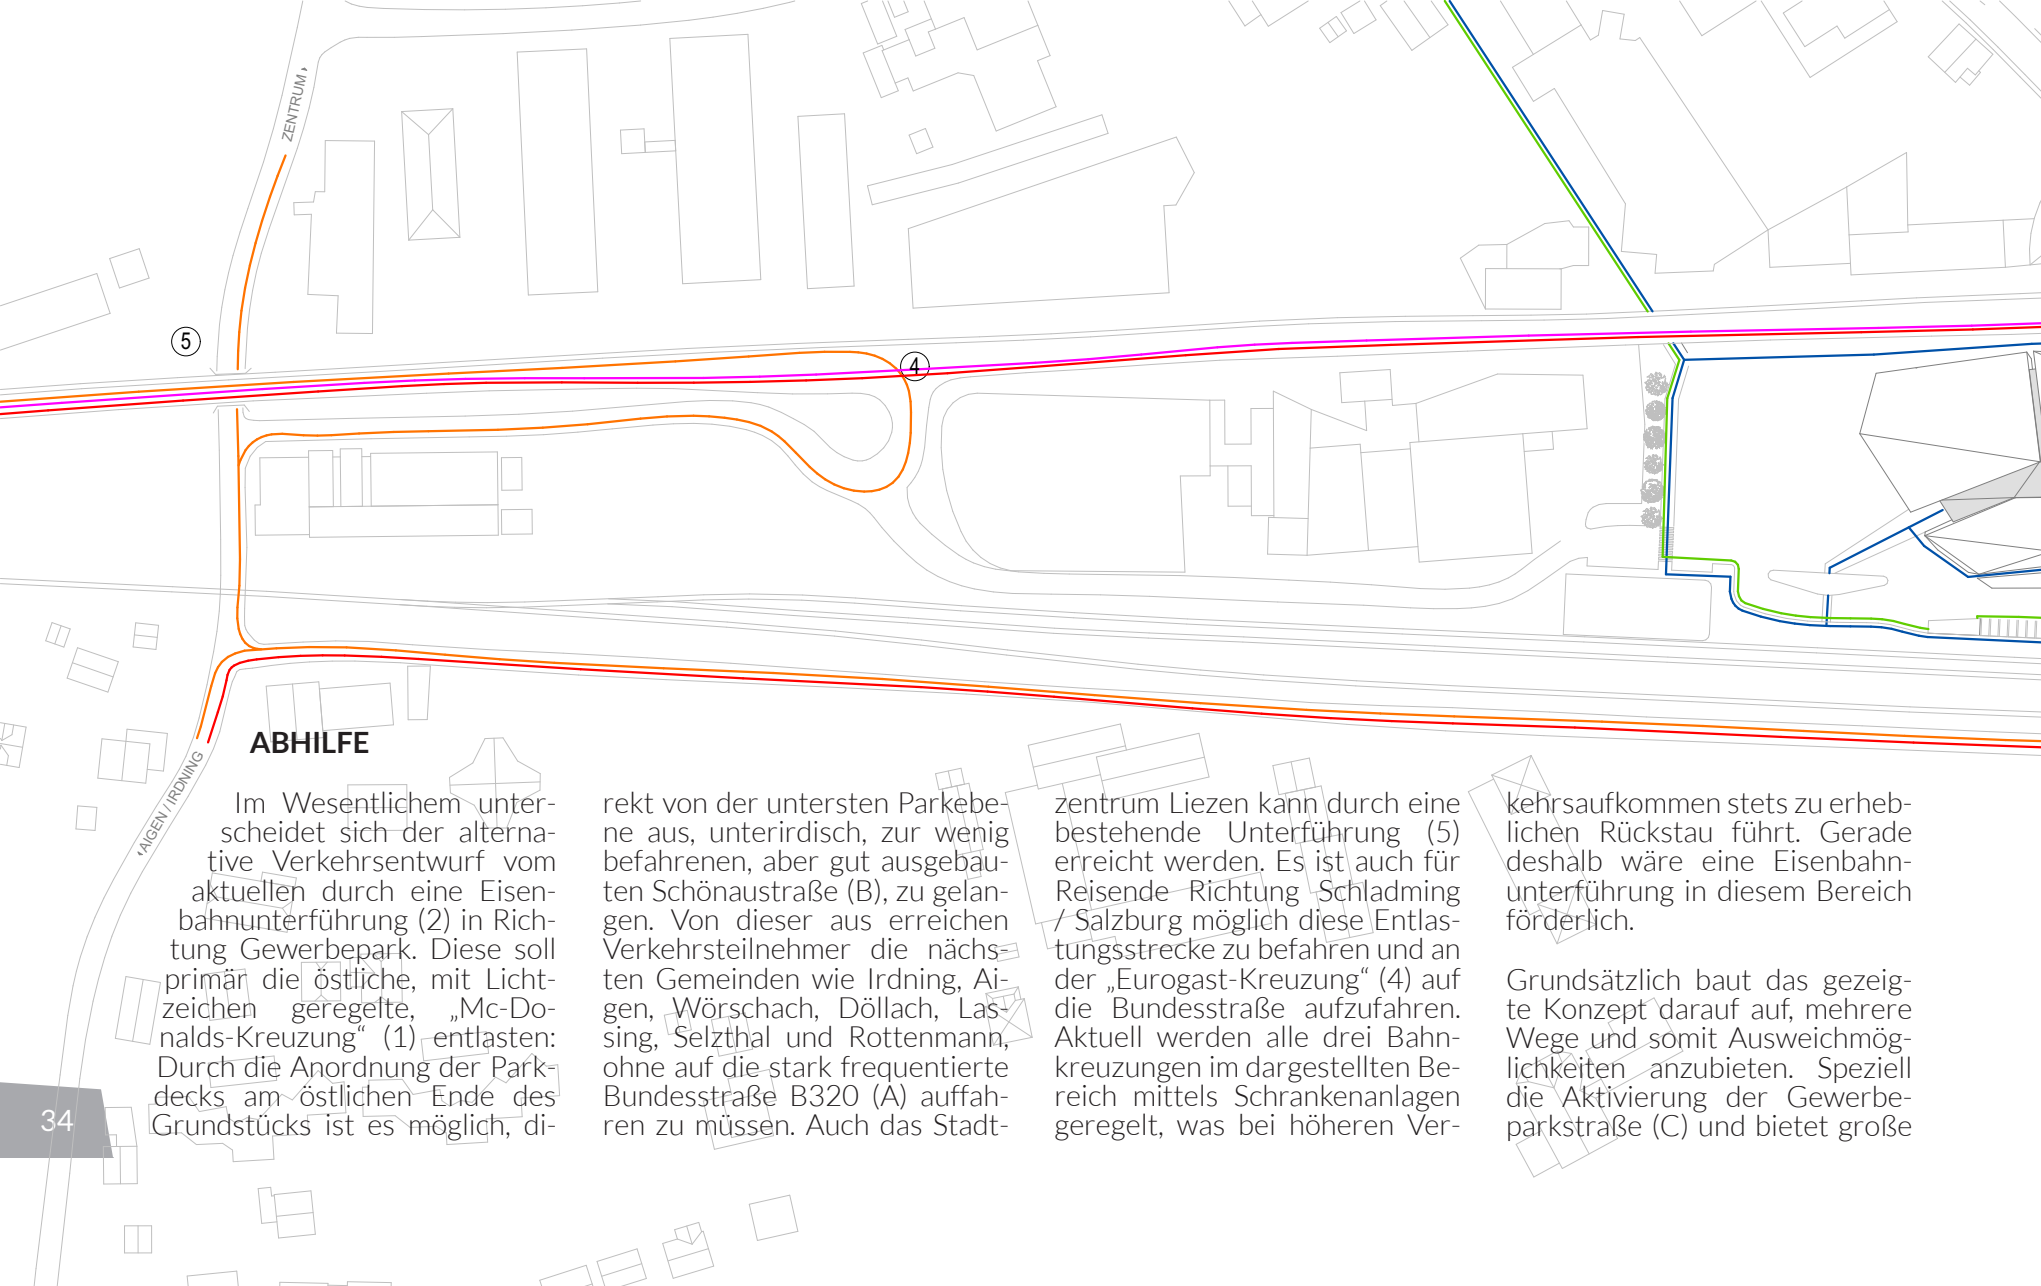 ZENTRUM
5
4
AIGEN / IRDNING
ABHILFE
Im Wesentlichem unter-
scheidet sich der alterna-
tive Verkehrsentwurf vom
aktuellen durch eine Eisen-
bahnunterführung (2) in Rich-
tung Gewerbepark. Diese soll
primär die östliche, mit Licht-
zeichen geregelte, „Mc-Do-
nalds-Kreuzung“ (1) entlasten:
Durch die Anordnung der Park-
decks am östlichen Ende des
Grundstücks ist es möglich, di-
rekt von der untersten Parkebe-
ne aus, unterirdisch, zur wenig
befahrenen, aber gut ausgebau-
ten Schönaustraße (B), zu gelan-
gen. Von dieser aus erreichen
Verkehrsteilnehmer die nächs-
ten Gemeinden wie Irdning, Ai-
gen, Wörschach, Döllach, Las-
sing, Selzthal und Rottenmann,
ohne auf die stark frequentierte
Bundesstraße B320 (A) auffah-
ren zu müssen. Auch das Stadt-
zentrum Liezen kann durch eine
bestehende Unterführung (5)
erreicht werden. Es ist auch für
Reisende Richtung Schladming
/ Salzburg möglich diese Entlas-
tungsstrecke zu befahren und an
der „Eurogast-Kreuzung“ (4) auf
die Bundesstraße aufzufahren.
Aktuell werden alle drei Bahn-
kreuzungen im dargestellten Be-
reich mittels Schrankenanlagen
geregelt, was bei höheren Ver-
kehrsaufkommen stets zu erheb-
lichen Rückstau führt. Gerade
deshalb wäre eine Eisenbahn-
unterführung in diesem Bereich
förderlich.
Grundsätzlich baut das gezeig-
te Konzept darauf auf, mehrere
Wege und somit Ausweichmög-
lichkeiten anzubieten. Speziell
die Aktivierung der Gewerbe-
parkstraße (C) und bietet große
34